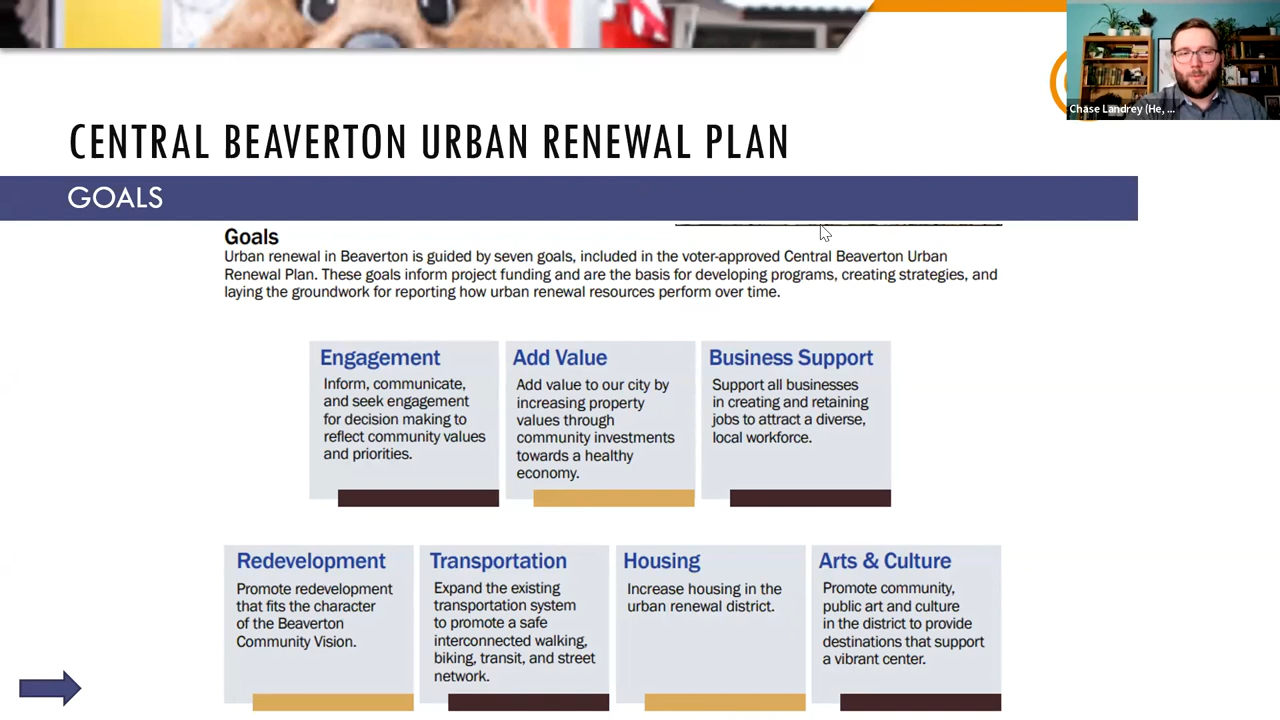 Chase Landrey (He, ...
CENTRAL BEAVERTON URBAN RENEWAL PLAN
GOALS
Goals
Urban renewal in Beaverton is guided by seven goals, included in the voter-approved Central Beaverton Urban
Renewal Plan. These goals inform project funding and are the basis for developing programs, creating strategies, and
laying the groundwork for reporting how urban renewal resources perform over time.
Engagement
Inform, communicate,
and seek engagement
for decision making to
reflect community values
and priorities.
Add Value
Add value to our city by
increasing property
values through
community investments
towards a healthy
economy.
Business Support
Support all businesses
in creating and retaining
jobs to attract a diverse,
local workforce.
Redevelopment
Promote redevelopment
that fits the character
of the Beaverton
Community Vision.
Transportation
Expand the existing
transportation system
to promote a safe
interconnected walking,
biking, transit, and street
network.
Housing
Increase housing in the
urban renewal district.
Arts & Culture
Promote community,
public art and culture
in the district to provide
destinations that support
a vibrant center.